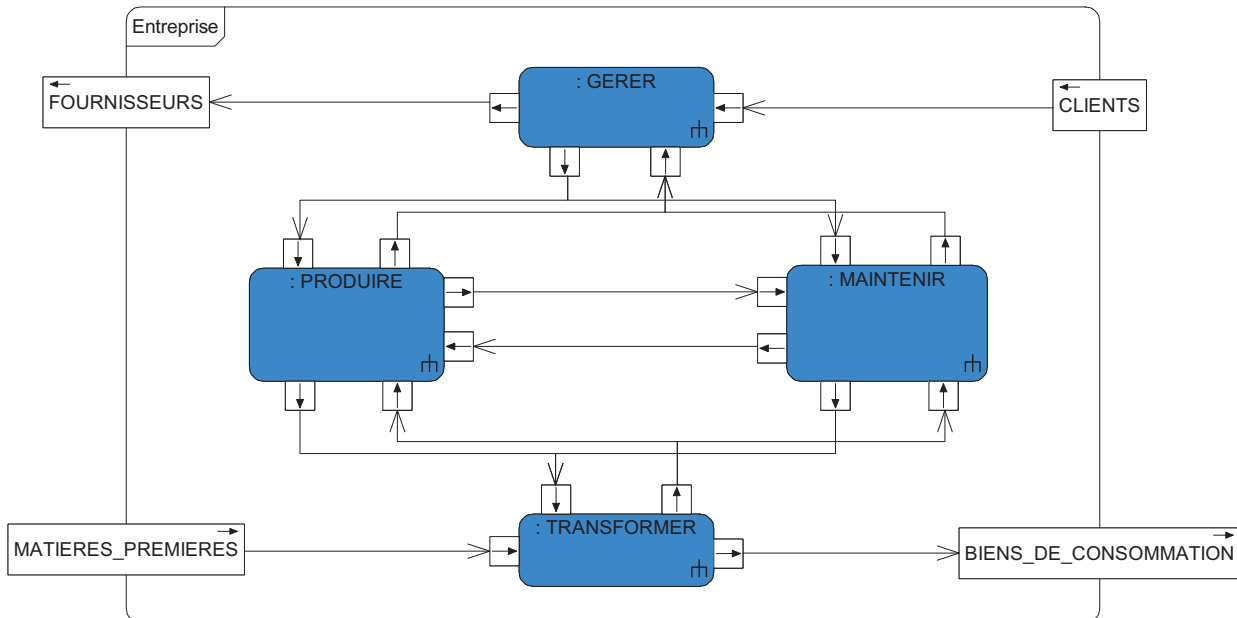 Entreprise
FOURNISSEURS
: GERER
CLIENTS
: PRODUIRE
: MAINTENIR
MATIERES_PREMIERES
: TRANSFORMER
BIENS_DE_CONSOMMATION